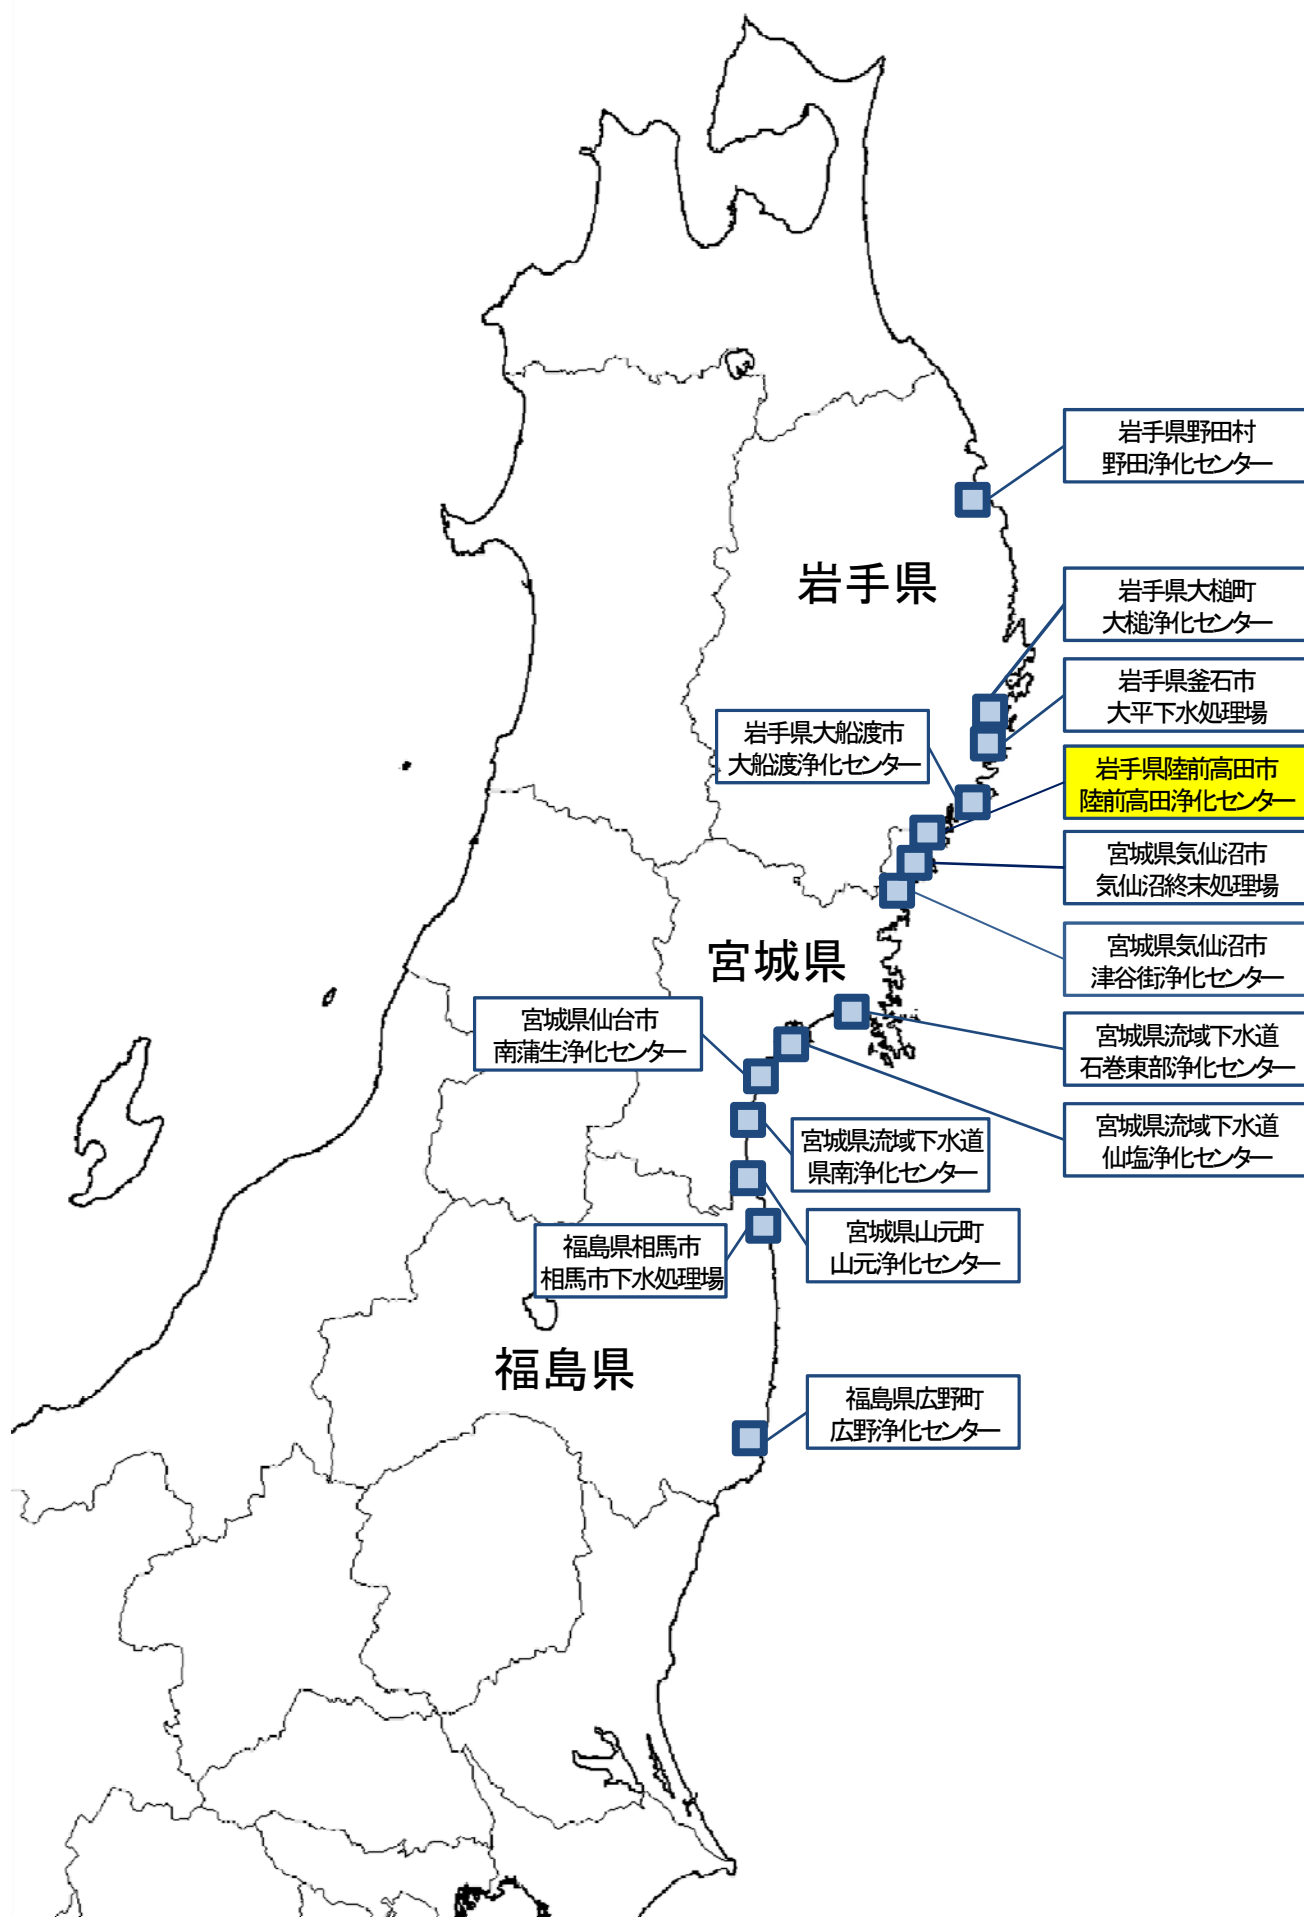 岩手県野田村
野田浄化センター
岩手県
岩手県大槌町
大槌浄化センター
岩手県釜石市
大平下水処理場
岩手県大船渡市
大船渡浄化センター
岩手県陸前高田市
陸前高田浄化センター
宮城県気仙沼市
気仙沼終末処理場
宮城県
宮城県気仙沼市
津谷街浄化センター
宮城県仙台市
南蒲生浄化センター
宮城県流域下水道
石巻東部浄化センター
宮城県流域下水道
仙塩浄化センター
宮城県流域下水道
県南浄化センター
宮城県山元町
山元浄化センター
福島県相馬市
相馬市下水処理場
福島県
福島県広野町
広野浄化センター